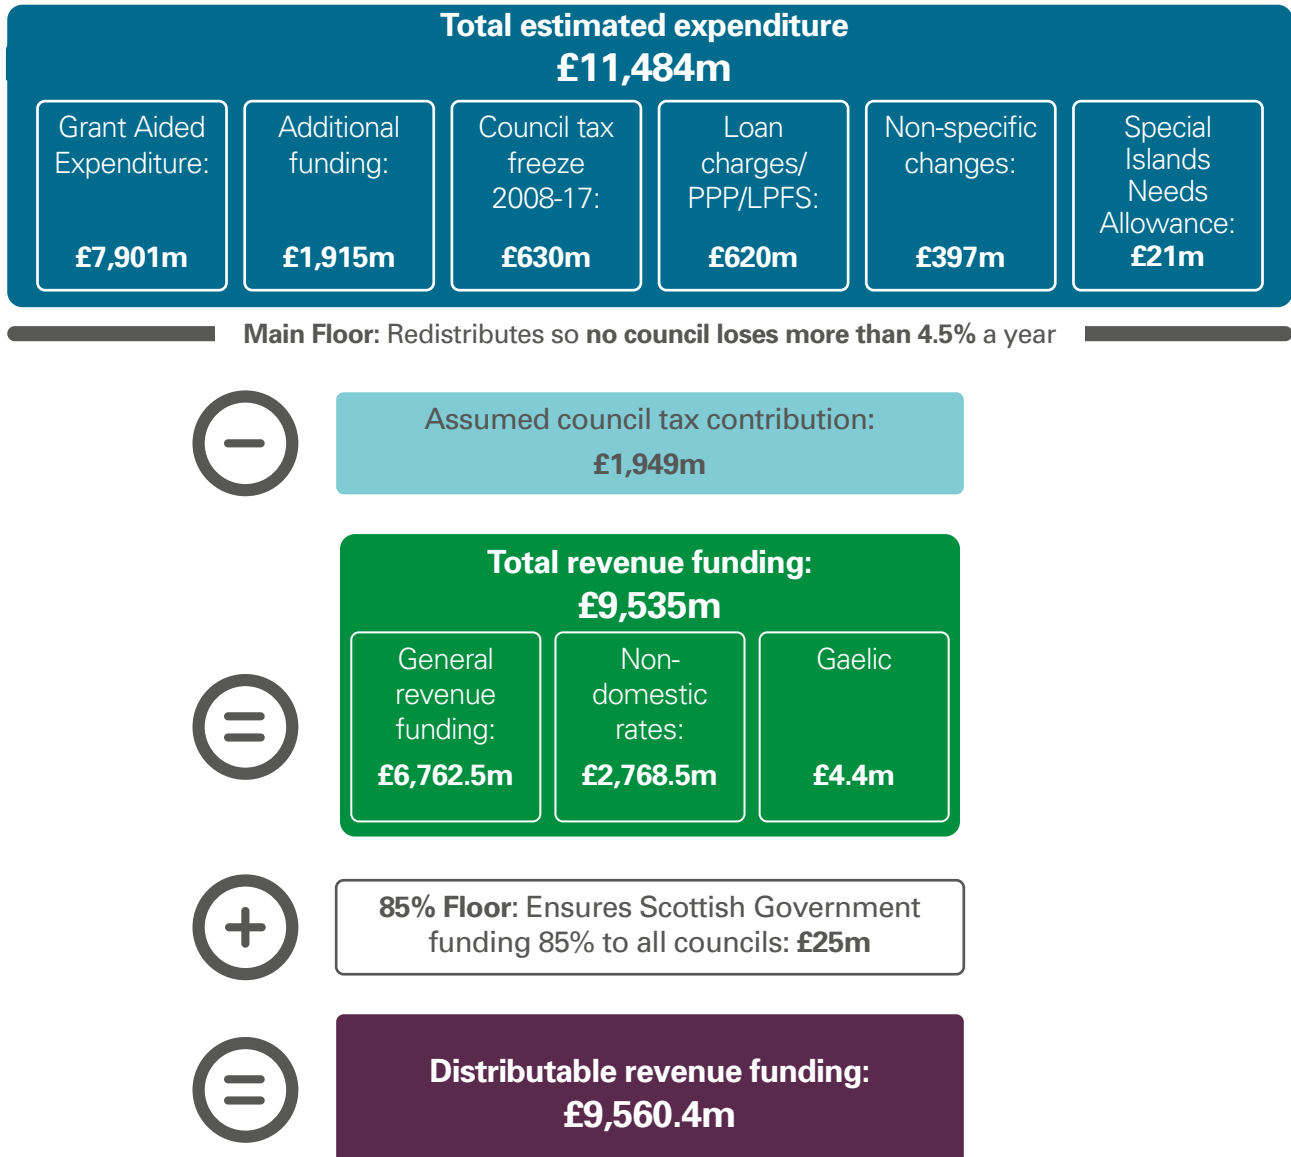 Total estimated expenditure
£11,484m
Grant Aided
Expenditure:
£7,901m
Additional
funding:
£1,915m
Council tax
freeze
2008-17:
£630m
Loan
charges/
PPP/LPFS:
£620m
Non-specific
changes:
£397m
Special
Islands
Needs
Allowance:
£21m
Main Floor: Redistributes so no council loses more than 4.5% a year
Assumed council tax contribution:
£1,949m
Total revenue funding:
£9,535m
General
revenue
funding:
£6,762.5m
Non-
domestic
rates:
£2,768.5m
Gaelic
£4.4m
85% Floor: Ensures Scottish Government
funding 85% to all councils: £25m
Distributable revenue funding:
£9,560.4m